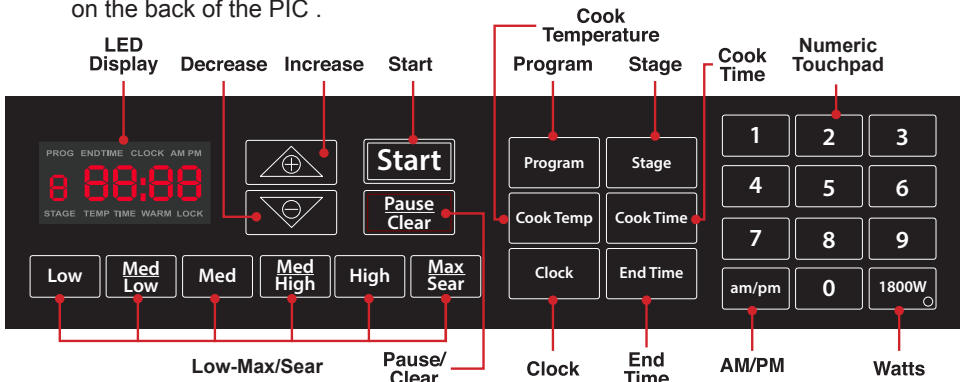 on the back of the PIC .
Cook
Temperature
LED
Display
Decrease
Increase
Start
Program
Stage
Cook
Time
Numeric
Touchpad
PROG ENDTIME CLOCK AM PM
8 88:88
STAGE TEMP TIME WARM LOCK
Start
Pause
Clear
Program
Stage
Cook Temp
Cook Time
Clock
End Time
1
2
3
4
5
6
7
8
9
am/pm
0
1800W
Low
Med
Low
Med
Med
High
High
Max
Sear
Low-Max/Sear
Pause/
Clear
Clock
End
Time
AM/PM
Watts